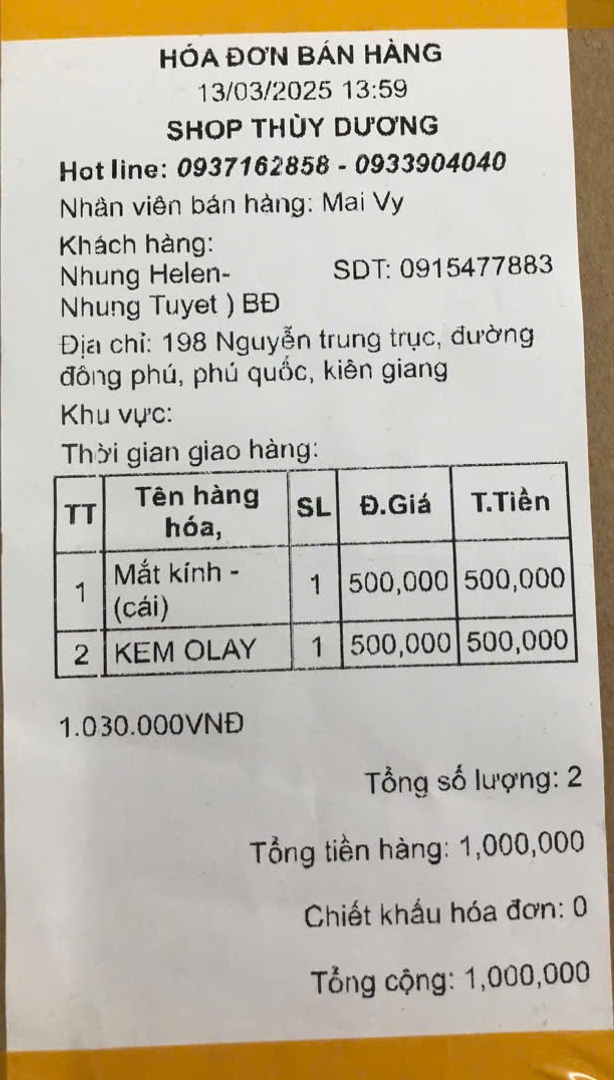 HÓA ĐƠN BÁN HÀNG
13/03/2025 13:59
SHOP THÙY DƯƠNG
Hot line: 0937162858 - 0933904040
Nhân viên bán hàng: Mai Vy
Khách hàng:
Nhung Helen- SDT: 0915477883
Nhung Tuyet ) BĐ
Địa chỉ: 198 Nguyễn trung trục, đường
đông phú, phú quốc, kiên giang
Khu vực:
Thời gian giao hàng:
TT Tên hàng hóa, SL Đ.Giá T.Tiền
1 Mắt kính - (cái) 1 500,000 500,000
2 KEM OLAY 1 500,000 500,000
1.030.000VNĐ
Tổng số lượng: 2
Tổng tiền hàng: 1,000,000
Chiết khấu hóa đơn: 0
Tổng cộng: 1,000,000